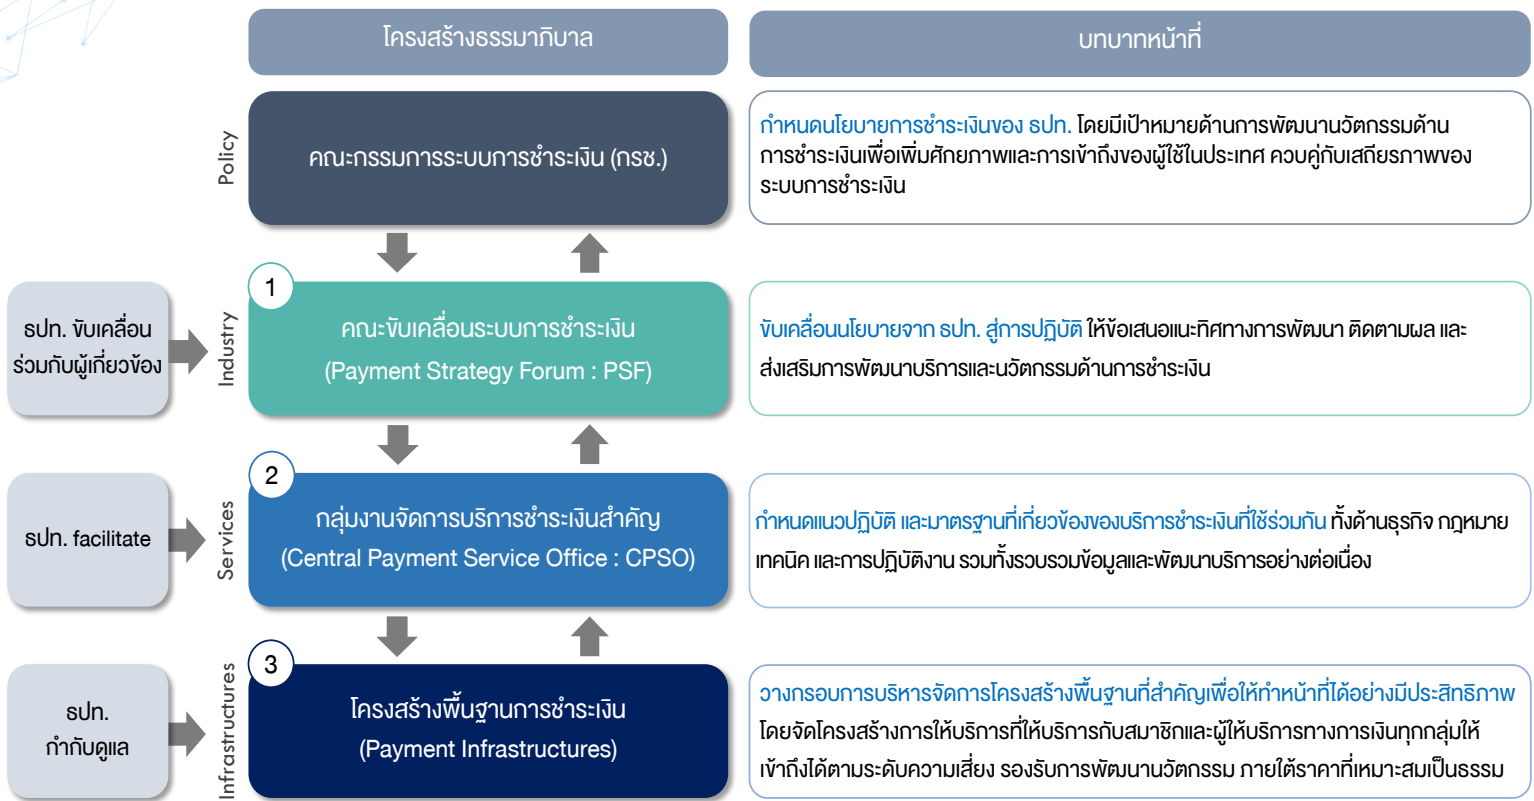 โครงสร้างธรรมาภิบาล
บทบาทหน้าที่
Policy
คณะกรรมการระบบการชำระเงิน (กรช.)
กำหนดนโยบายการชำระเงินของ ธปท. โดยมีเป้าหมายด้านการพัฒนานวัตกรรมด้าน
การชำระเงินเพื่อเพิ่มศักยภาพและการเข้าถึงของผู้ใช้ในประเทศ ควบคู่กับเสถียรภาพของ
ระบบการชำระเงิน
ธปท. ขับเคลื่อน
ร่วมกับผู้เกี่ยวข้อง
Industry
1
คณะขับเคลื่อนระบบการชำระเงิน
(Payment Strategy Forum : PSF)
ขับเคลื่อนนโยบายจาก ธปท. สู่การปฏิบัติ ให้ข้อเสนอแนะทิศทางการพัฒนา ติดตามผล และ
ส่งเสริมการพัฒนาบริการและนวัตกรรมด้านการชำระเงิน
ธปท. facilitate
Services
2
กลุ่มงานจัดการบริการชำระเงินสำคัญ
(Central Payment Service Office : CPSO)
กำหนดแนวปฏิบัติ และมาตรฐานที่เกี่ยวข้องของบริการชำระเงินที่ใช้ร่วมกัน ทั้งด้านธุรกิจ กฎหมาย
เทคนิค และการปฏิบัติงาน รวมทั้งรวบรวมข้อมูลและพัฒนาบริการอย่างต่อเนื่อง
ธปท.
กำกับดูแล
Infrastructures
3
โครงสร้างพื้นฐานการชำระเงิน
(Payment Infrastructures)
วางกรอบการบริหารจัดการโครงสร้างพื้นฐานที่สำคัญเพื่อให้ทำหน้าที่ได้อย่างมีประสิทธิภาพ
โดยจัดโครงสร้างการให้บริการที่ให้บริการกับสมาชิกและผู้ให้บริการทางการเงินทุกกลุ่มให้
เข้าถึงได้ตามระดับความเสี่ยง รองรับการพัฒนานวัตกรรม ภายใต้ราคาที่เหมาะสมเป็นธรรม